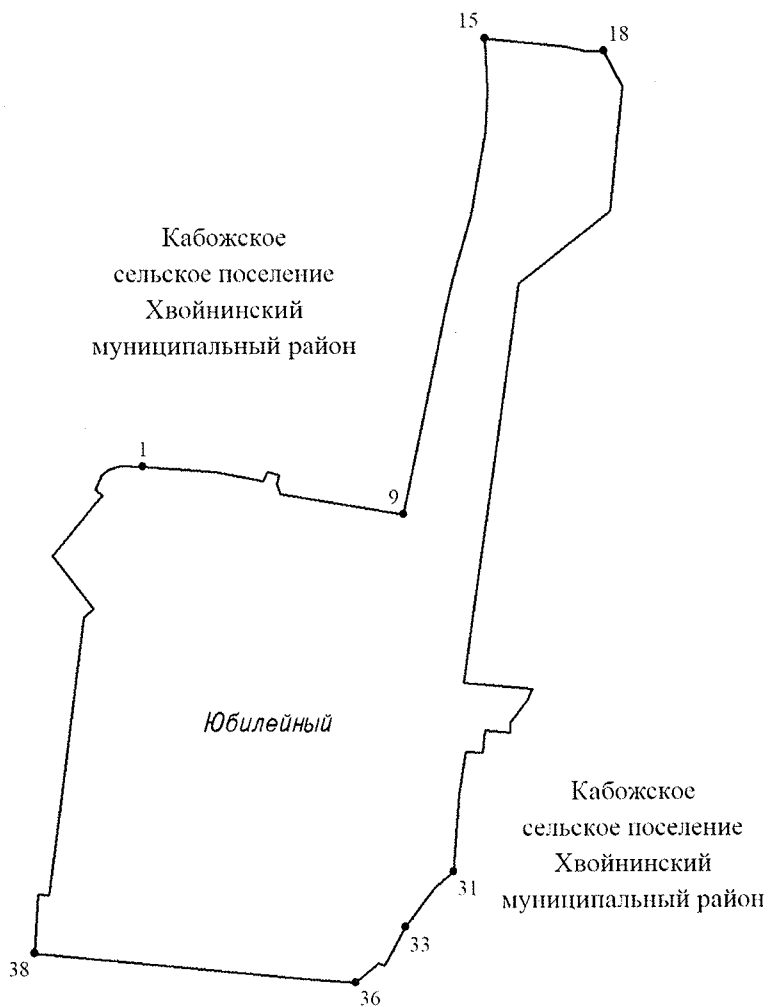 15
18
Кабожское
сельское поселение
Хвойнинский
муниципальный район
1
9
Юбилейный
Кабожское
сельское поселение
Хвойнинский
муниципальный район
31
33
38
36